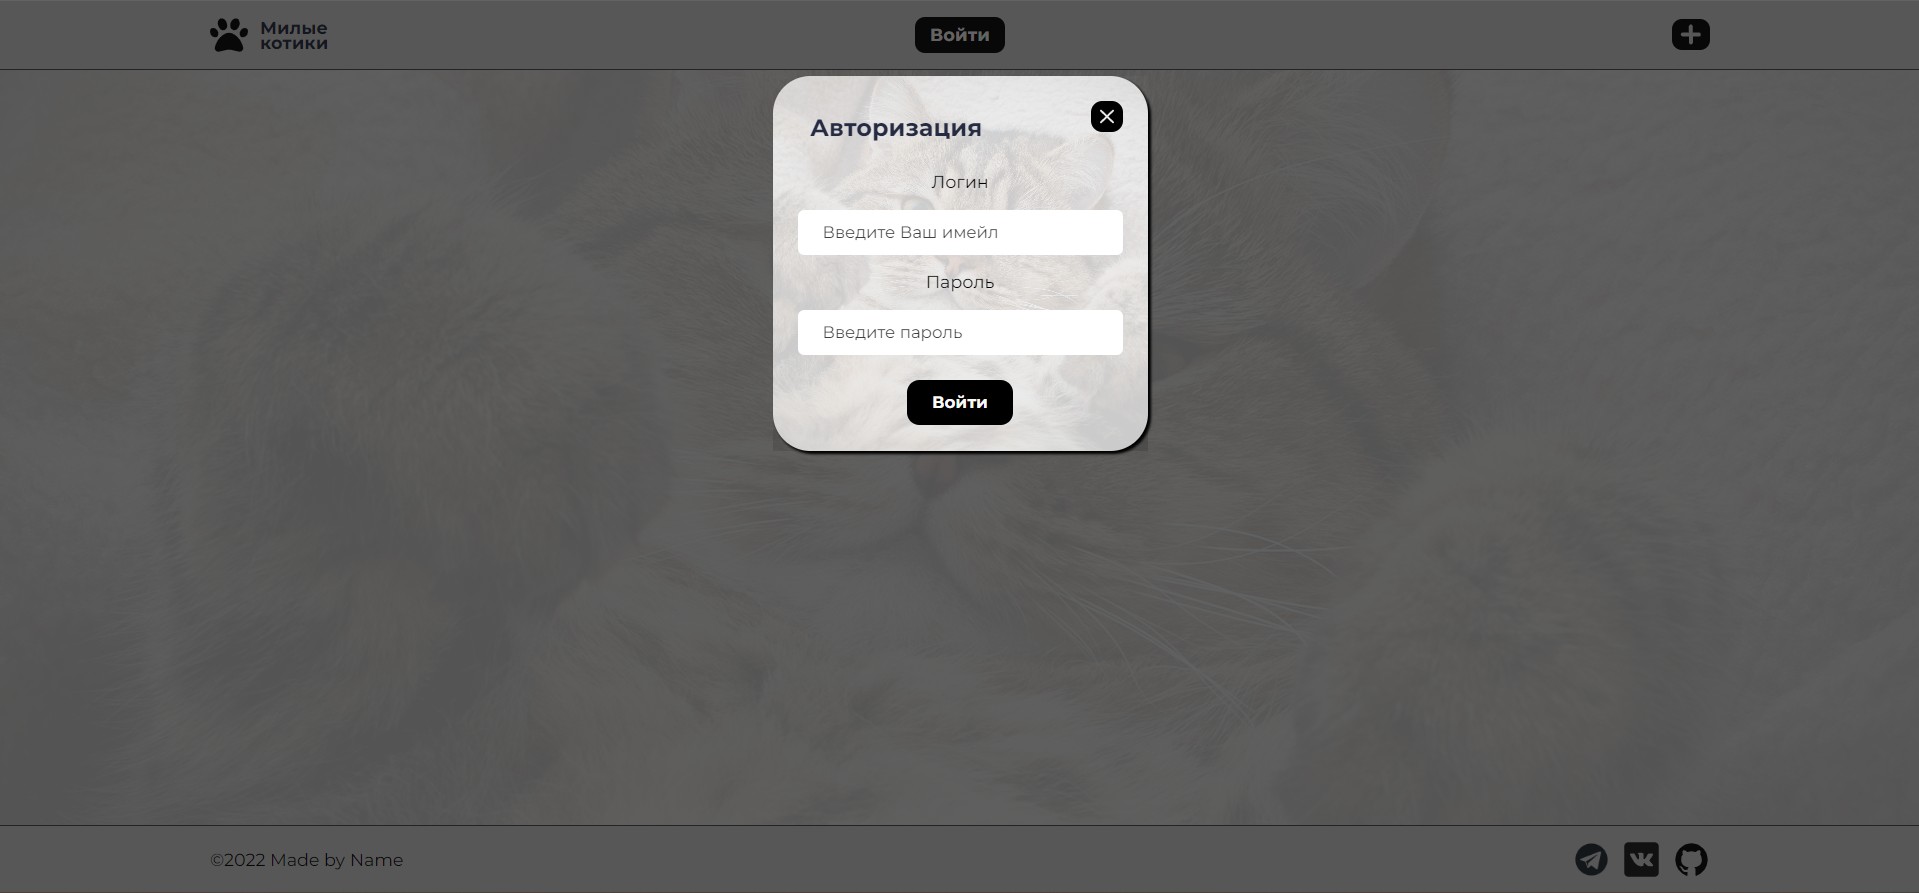 Милые
котики
Войти
Авторизация
Логин
Введите Ваш имейл
Пароль
Введите пароль
Войти
©2022 Made by Name